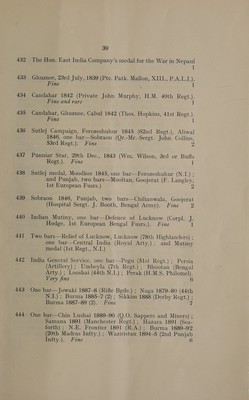 30
432 The Hon. East India Company's medal for the War in Nepaul
1
433 Ghuznee, 23rd July, 1839 (Pte. Patk. Mallon, XIII., P.A.L.I.).
Fine 1
434 Candahar 1842 (Private John Murphy, H.M. 40th Regt.).
Fine and rare 1
435 Candahar, Ghuznee, Cabul 1842 (Thos. Hopkins, 41st Regt.).
Fine 1
436 Sutlej Campaign, Ferozeshuhur 1845 (62nd Regt.), Aliwal
1846, one bar—Sobraon (Qr.-Mr.-Sergt. John Collins,
53rd Regt.). Fine 2
437 Punniar Star, 29th Dec., 1843 (Wm. Wilson, 3rd or Buffs
Regt.). Fine 1
438 Sutlej medal, Moodkee 1845, one bar—Ferozeshuhur (N.I.);
and Punjab, two bars—Mooltan, Goojerat (F. Langley,
1st European Fusrs.) 2
439 Sobraon 1846, Punjab, two bars—Chilianwala, Goojerat
(Hospital Sergt. J. Booth, Bengal Army). Fine 2
440 Indian Mutiny, one bar—Defence of Lucknow (Corpl. J.
Hodge, 1st European Bengal Fusrs.). Fine 1
441 Two bars—Relief of Lucknow, Lucknow (79th Highlanders);
one bar—Central India (Royal Arty.); and Mutiny
medal (1st Regt., N.I.) 3
442 India General Service, one bar—Pegu (51st Regt.); Persia
(Artillery); Umbeyla (7th Regt.); Bhootan (Bengal
Arty.); Looshai (44th N.I.); Perak (H.M.S. Philomel).
Very fine 6
443 One bar—Jowaki 1887-8 (Rifle Bgde.); Naga 1879-80 (44th
N.I.); Burma 1885-7 (2); Sikkim 1888 (Derby Regt.);
Burma 1887-89 (2). Fine 7
444 One bar—Chin Lushai 1889-90 (Q.O. Sappers and Miners);
Samana 1891 (Manchester Regt.); Hazara 1891 (Sea-
forth); N.E. Frontier 1891 (R.A.); Burma 1889-92
(20th Madras Infty.); Waziristan 1894-5 (2nd Punjab
Infty.). Fine 6